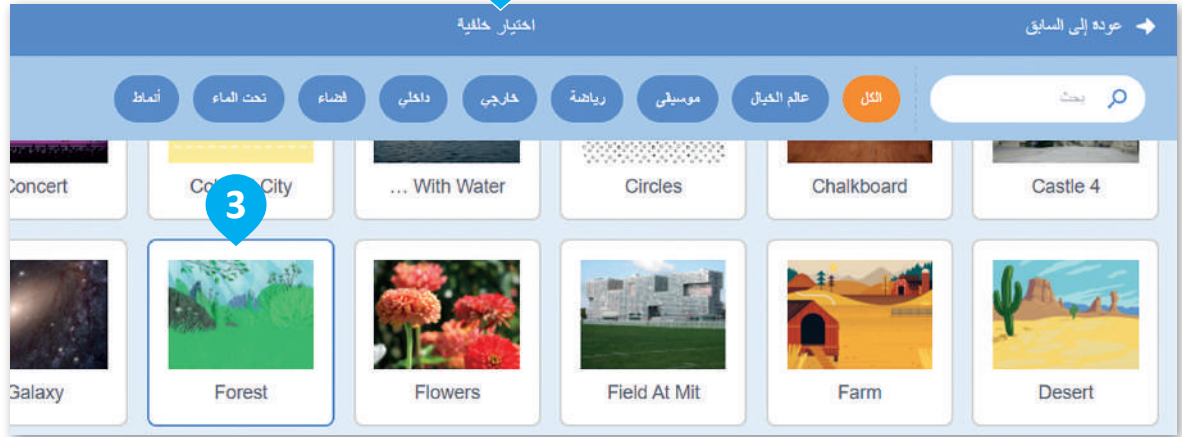 عودة إلى السابق
اختيار خلفية
بحث
الكل
عالم الخيال
موسيقى
رياضة
خارجي
داخلي
فضاء
تحت الماء
أنماط
Castle 4
Chalkboard
Circles
... With Water
City
Concert
3
Desert
Farm
Field At Mit
Flowers
Forest
Galaxy